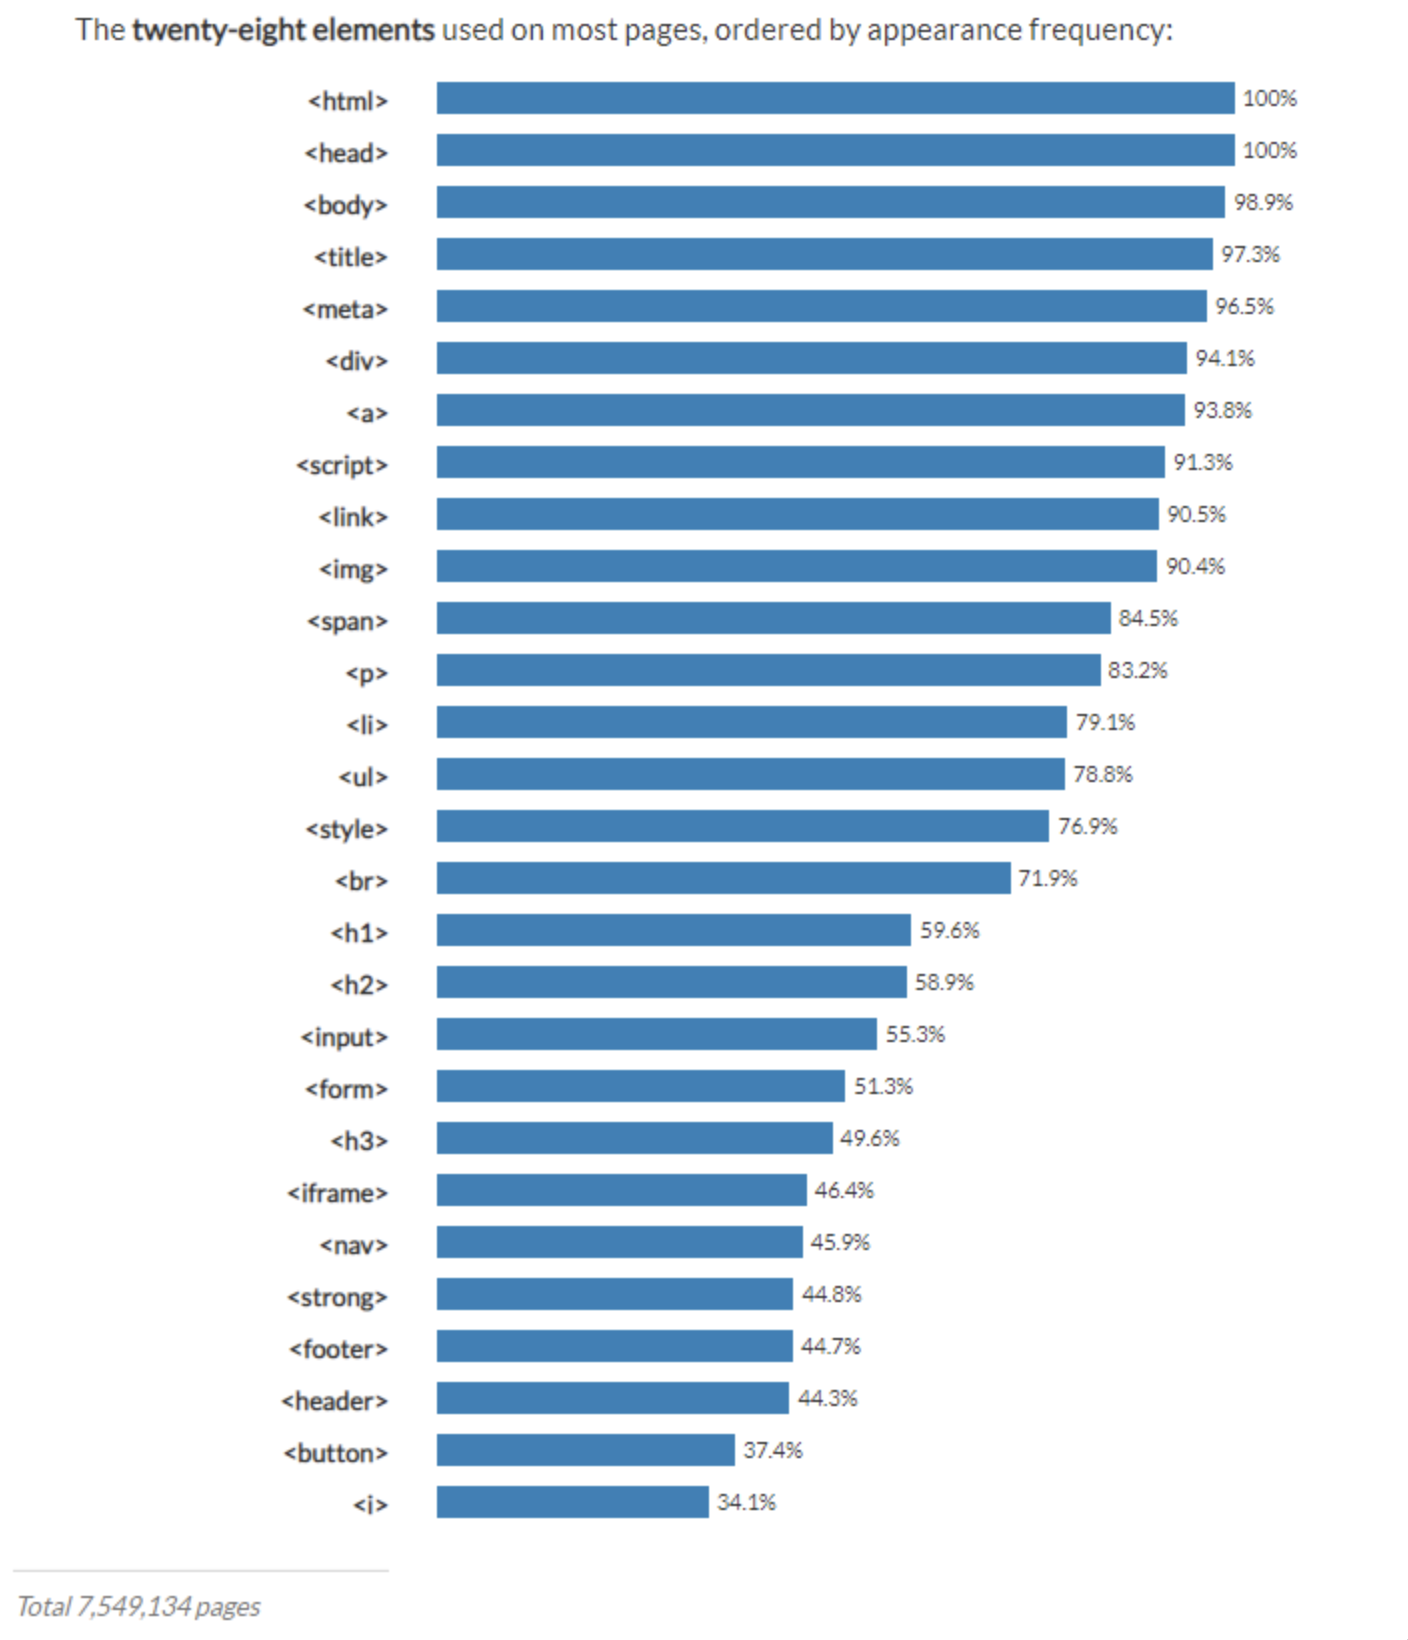 The twenty-eight elements used on most pages, ordered by appearance frequency:
<html> 100%
<head> 100%
<body> 98.9%
<title> 97.3%
<meta> 96.5%
<div> 94.1%
<a> 93.8%
<script> 91.3%
<link> 90.5%
<img> 90.4%
<span> 84.5%
<p> 83.2%
<li> 79.1%
<ul> 78.8%
<style> 76.9%
<br> 71.9%
<h1> 59.6%
<h2> 58.9%
<input> 55.3%
<form> 51.3%
<h3> 49.6%
<iframe> 46.4%
<nav> 45.9%
<strong> 44.8%
<footer> 44.7%
<header> 44.3%
<button> 37.4%
<i> 34.1%
Total 7,549,134 pages